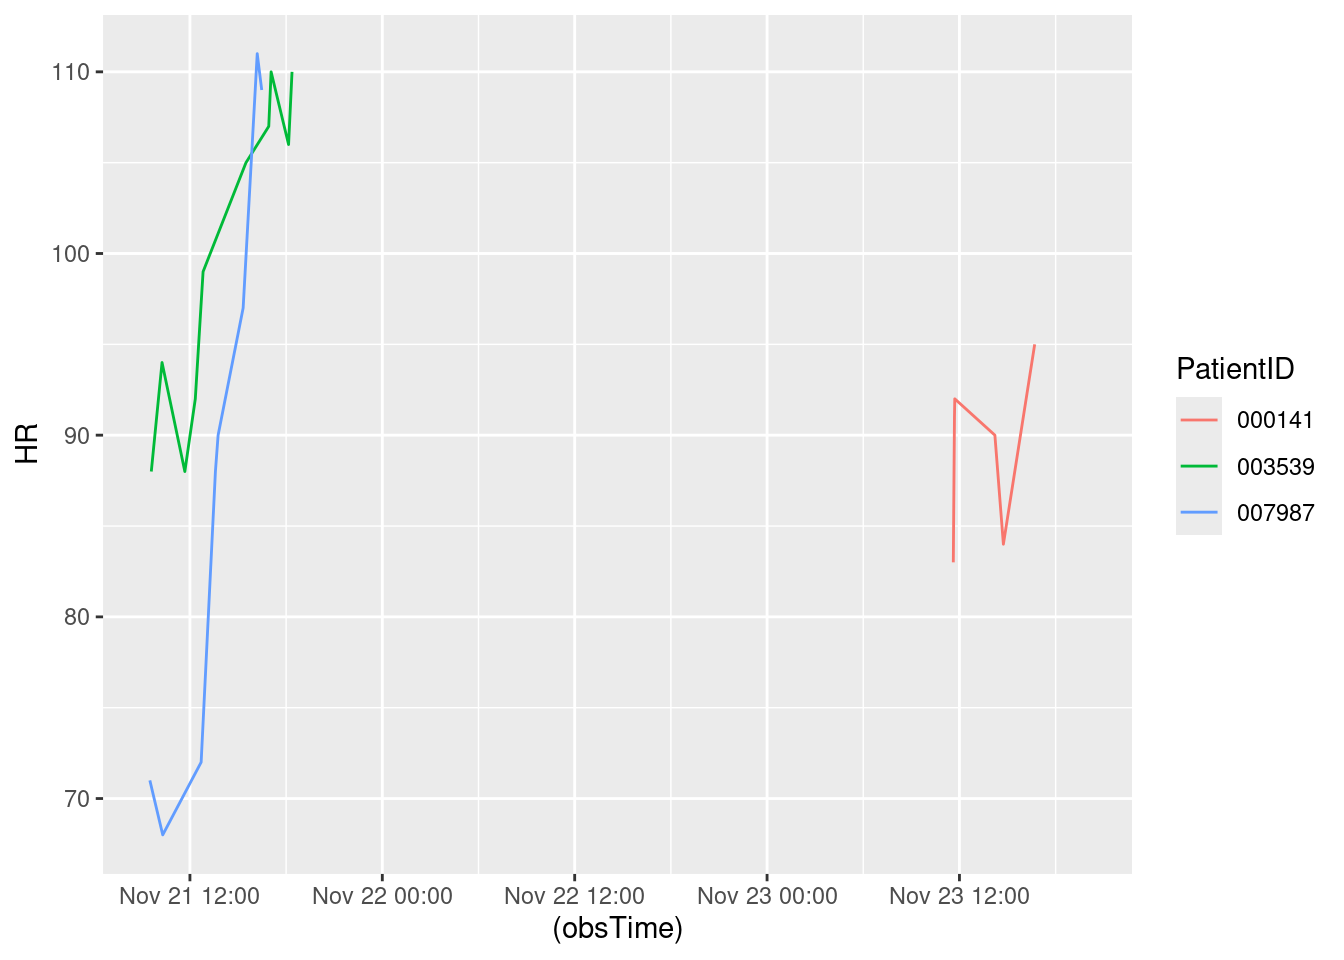 110
100
90
80
70
HR
Nov 21 12:00
Nov 22 00:00
Nov 22 12:00
Nov 23 00:00
Nov 23 12:00
(obsTime)
PatientID
000141
003539
007987